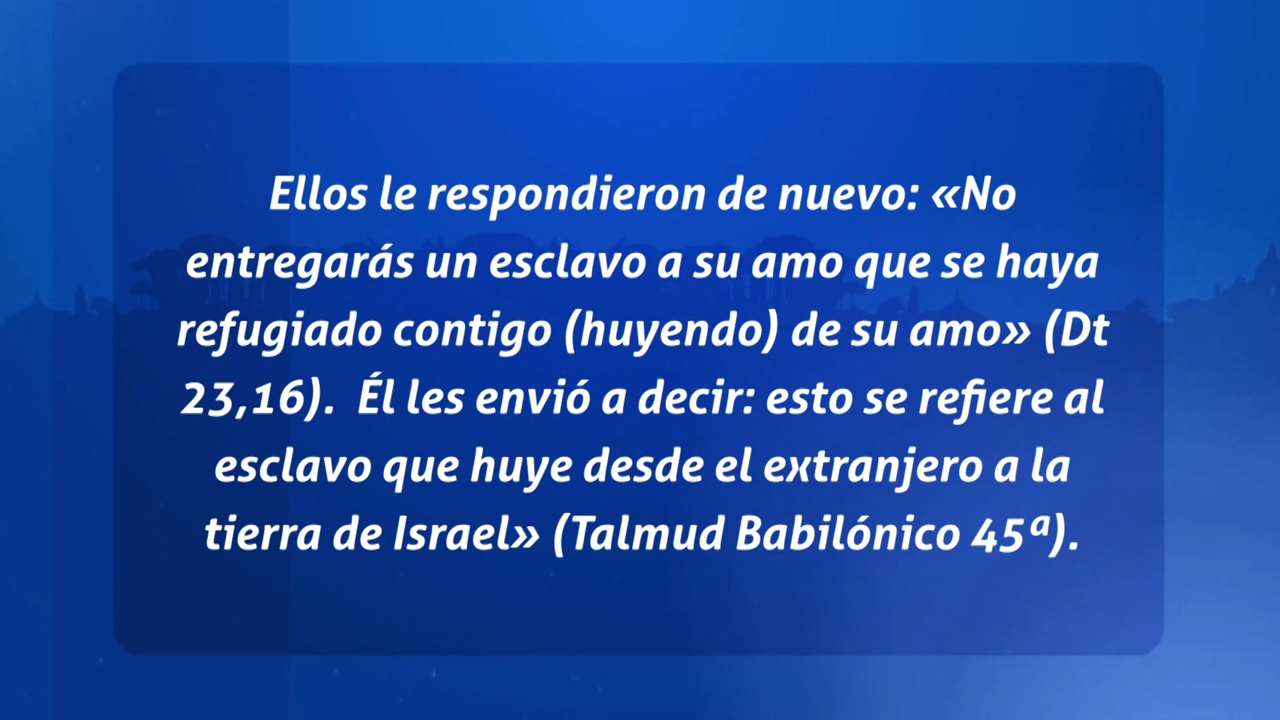 Ellos le respondieron de nuevo: «No
entregarás un esclavo a su amo que se haya
refugiado contigo (huyendo) de su amo» (Dt
23,16).  Él les envió a decir: esto se refiere al
esclavo que huye desde el extranjero a la
tierra de Israel» (Talmud Babilónico 45ª).